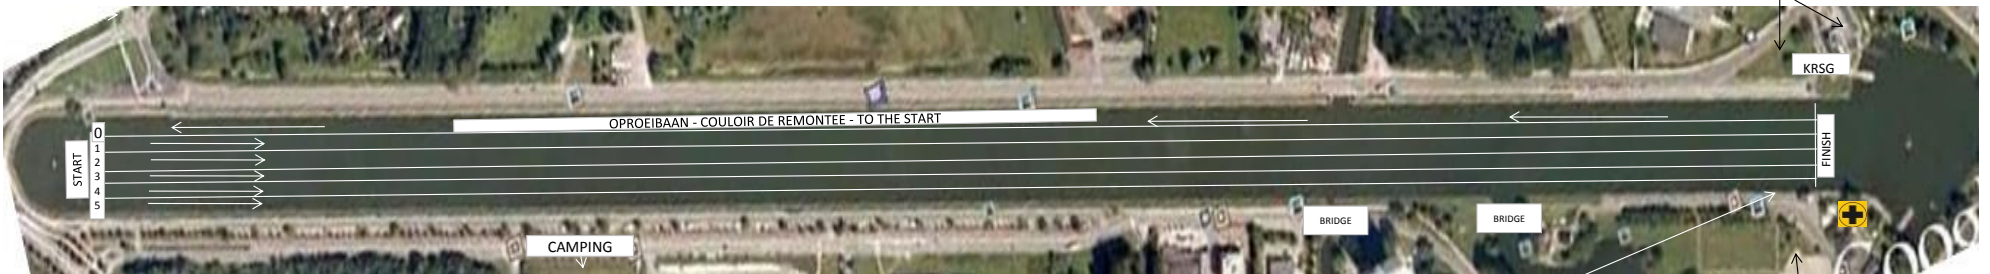 KRSG
OPROEIBAAN - COULOIR DE REMONTEE - TO THE START
START
0
1
2
3
4
5
FINISH
BRIDGE
BRIDGE
CAMPING